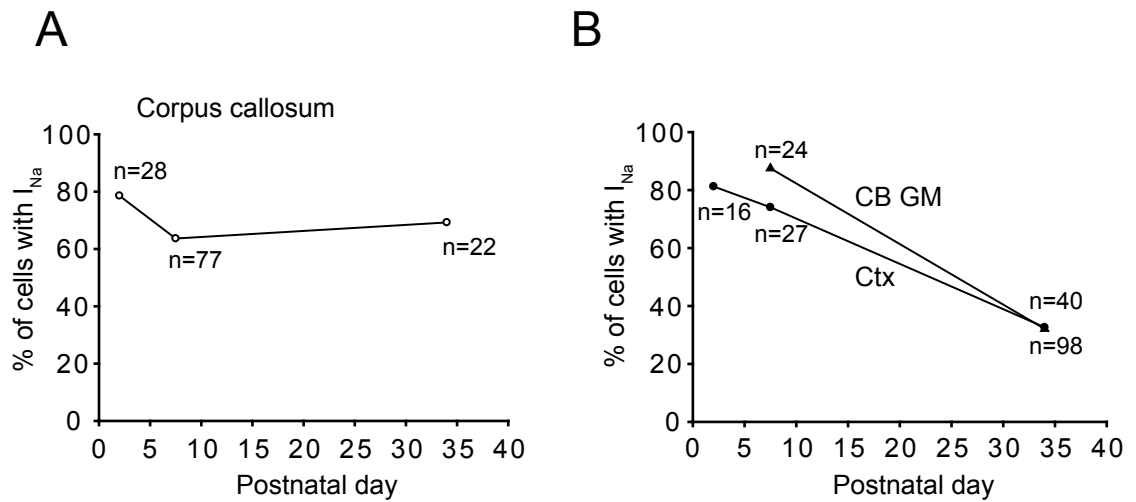 A
Corpus callosum
% of cells with I_Na
100
80
60
40
20
0
n=28
n=77
n=22
0 5 10 15 20 25 30 35 40
Postnatal day
B
% of cells with I_Na
100
80
60
40
20
0
n=24
CB GM
n=16
n=27
Ctx
n=40
n=98
0 5 10 15 20 25 30 35 40
Postnatal day